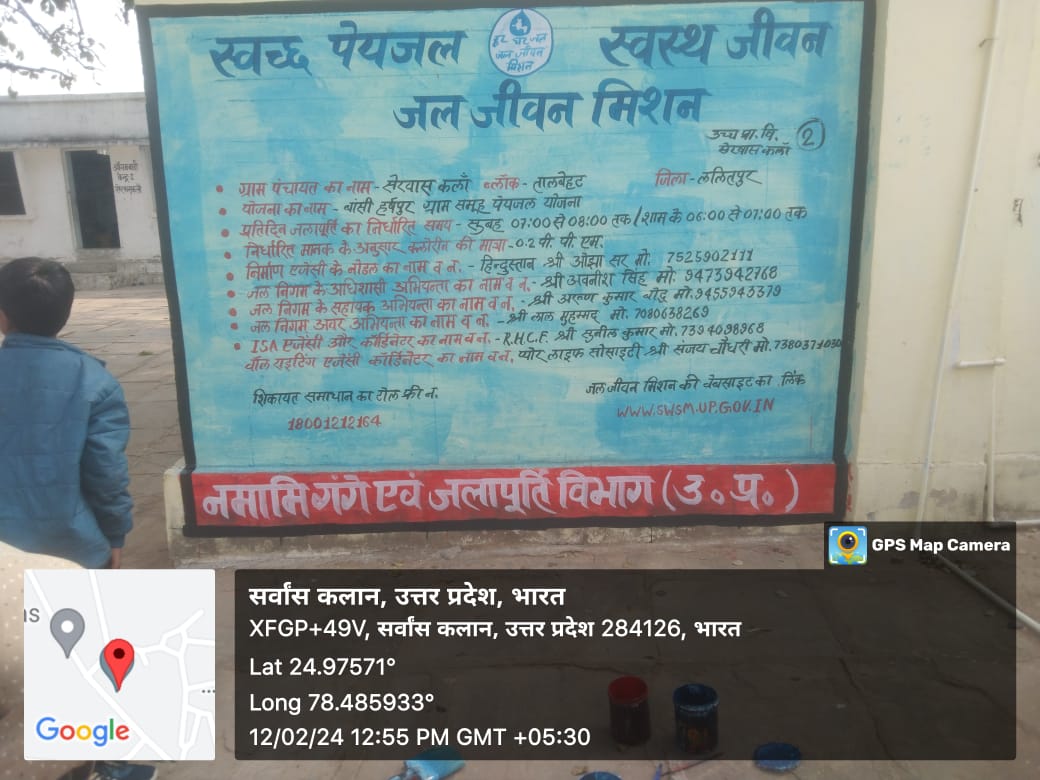 स्वच्छ पेयजल
हर घर जल
जल जीवन
मिशन
स्वस्थ जीवन
जल जीवन मिशन
उच्च प्रा. वि. 2
सेरवास कलाँ
ग्राम पंचायत का नाम - सेरवास कलाँ ब्लॉक - तालबेहट जिला - ललितपुर
योजना का नाम - बांसी हर्षपुर ग्राम समूह पेयजल योजना
प्रतिदिन जलापूर्ति का निर्धारित समय - सुबह 07:00 से 08:00 तक / शाम के 06:00 से 07:00 तक
निर्धारित मानक के अनुसार क्लोरीन की मात्रा - 0.2 पी. पी. एम.
निर्माण एजेंसी के नोडल का नाम व नं. - हिन्दुस्तान श्री ओझा सर मो: 7525902111
जल निगम के अधिशासी अभियन्ता का नाम व नं. - श्री अवनीश सिंह मो: 9473942768
जल निगम के सहायक अभियन्ता का नाम व नं. - श्री अरुण कुमार मो. 9455943379
जल निगम अवर अभियन्ता का नाम व नं. - श्री लाल मुहम्मद मो. 7080638269
ISA एजेंसी और कॉर्डिनेटर का नाम व नं. - R.H.C.F. श्री सुनील कुमार मो. 7394098968
वॉल राइटिंग एजेंसी कॉर्डिनेटर का नाम व नं. प्योर लाइफ सोसाइटी श्री संजय चौधरी मो. 7380371030
शिकायत समाधान का टोल फ्री नं.
18001212164
जल जीवन मिशन की वेबसाइट का लिंक
WWW.SWSM.UP.GOV.IN
नमामि गंगे एवं जलापूर्ति विभाग (उ. प्र.)
GPS Map Camera
सर्वांस कलान, उत्तर प्रदेश, भारत
XFGP+49V, सर्वांस कलान, उत्तर प्रदेश 284126, भारत
Lat 24.97571°
Long 78.485933°
12/02/24 12:55 PM GMT +05:30
Google